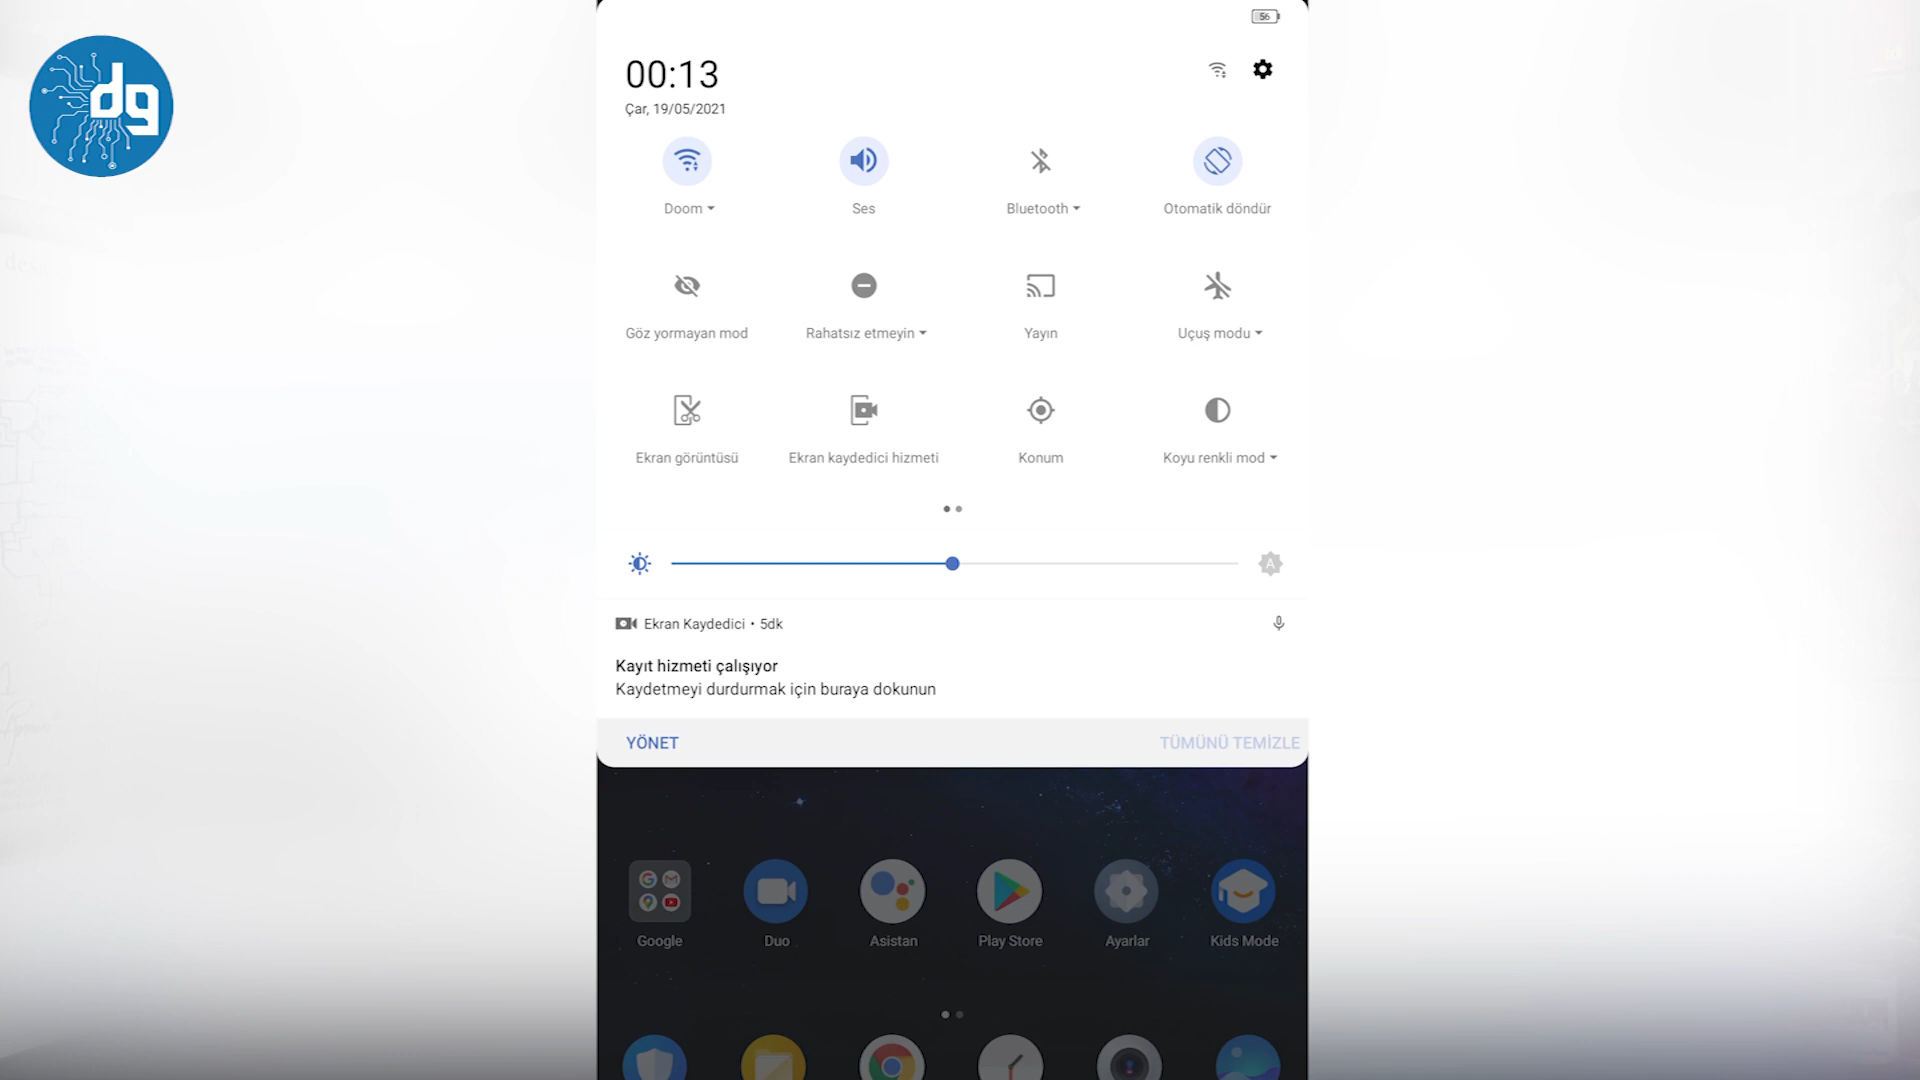 56
dg
00:13
Çar, 19/05/2021
Doom
Ses
Bluetooth
Otomatik döndür
Göz yormayan mod
Rahatsız etmeyin
Yayın
Uçuş modu
Ekran görüntüsü
Ekran kaydedici hizmeti
Konum
Koyu renkli mod
A
Ekran Kaydedici • 5dk
Kayıt hizmeti çalışıyor
Kaydetmeyi durdurmak için buraya dokunun
YÖNET
TÜMÜNÜ TEMİZLE
Google
Duo
Asistan
Play Store
Ayarlar
Kids Mode